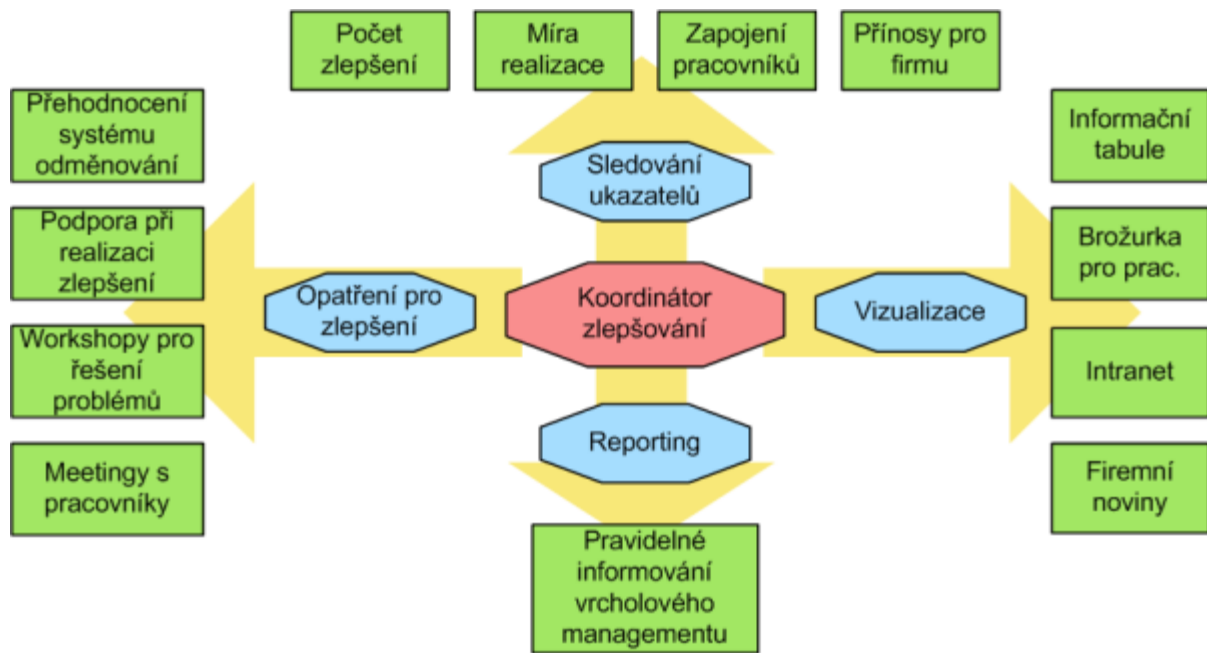 Počet
zlepšení
Míra
realizace
Zapojení
pracovníků
Přínosy pro
firmu
Přehodnocení
systému
odměnování
Podpora při
realizaci
zlepšení
Workshopy pro
řešení
problémů
Meetingy s
pracovníky
Sledování
ukazatelů
Opatření pro
zlepšení
Koordinátor
zlepšování
Vizualizace
Reporting
Pravidelné
informování
vrcholového
managementu
Informační
tabule
Brožurka
pro prac.
Intranet
Firemní
noviny